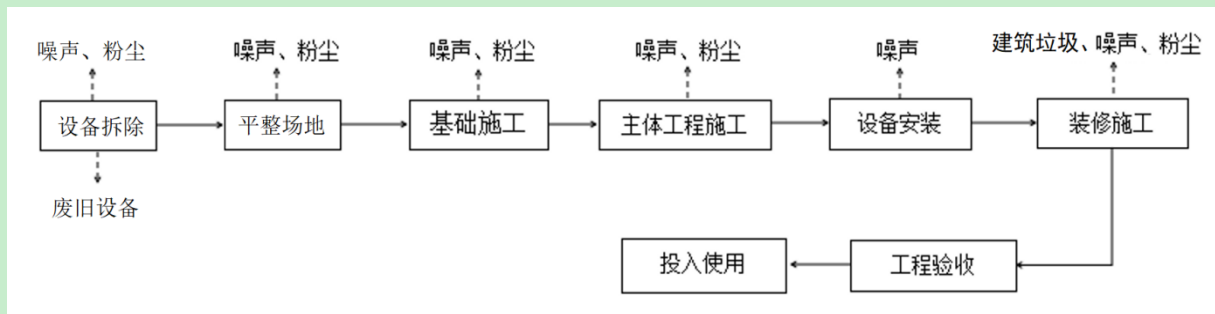 噪声、粉尘
噪声、粉尘
噪声、粉尘
噪声、粉尘
噪声
建筑垃圾、噪声、粉尘
设备拆除
平整场地
基础施工
主体工程施工
设备安装
装修施工
废旧设备
投入使用
工程验收